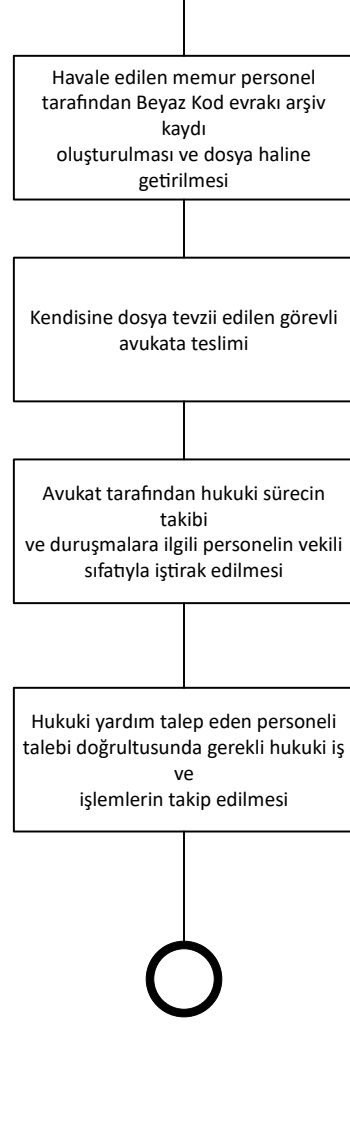 Havale edilen memur personel
tarafından Beyaz Kod evrakı arşiv
kaydı
oluşturulması ve dosya haline
getirilmesi
Kendisine dosya tevzii edilen görevli
avukata teslimi
Avukat tarafından hukuki sürecin
takibi
ve duruşmalara ilgili personelin vekili
sıfatıyla iştirak edilmesi
Hukuki yardım talep eden personeli
talebi doğrultusunda gerekli hukuki iş
ve
işlemlerin takip edilmesi